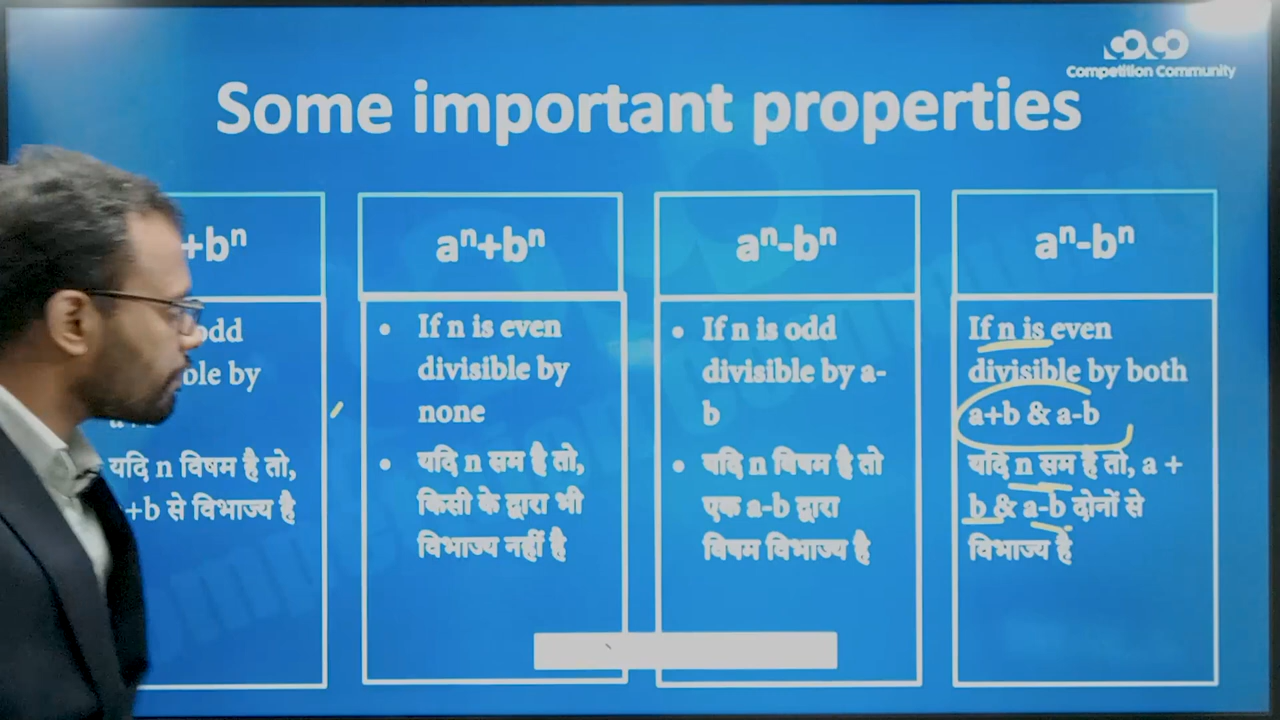 Competition Community
Some important properties
+bⁿ
odd
ble by
यदि n विषम है तो,
+b से विभाज्य है
aⁿ+bⁿ
• If n is even
divisible by
none
• यदि n सम है तो,
किसी के द्वारा भी
विभाज्य नहीं है
aⁿ-bⁿ
• If n is odd
divisible by a-
b
• यदि n विषम है तो
एक a-b द्वारा
विषम विभाज्य है
aⁿ-bⁿ
If n is even
divisible by both
a+b & a-b
यदि n सम है तो, a +
b & a-b दोनों से
विभाज्य हैं